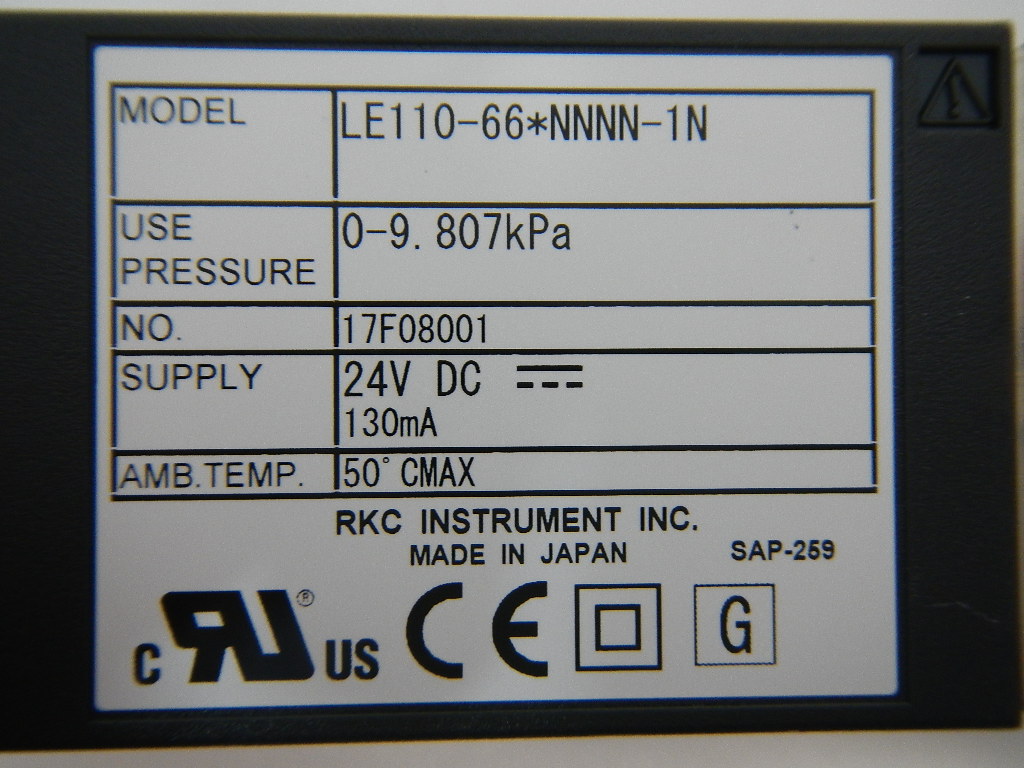 MODEL LE110-66*NNNN-1N
USE PRESSURE 0-9.807kPa
NO. 17F08001
SUPPLY 24V DC
130mA
AMB.TEMP. 50°CMAX
RKC INSTRUMENT INC.
MADE IN JAPAN SAP-259
C RU® US CE G